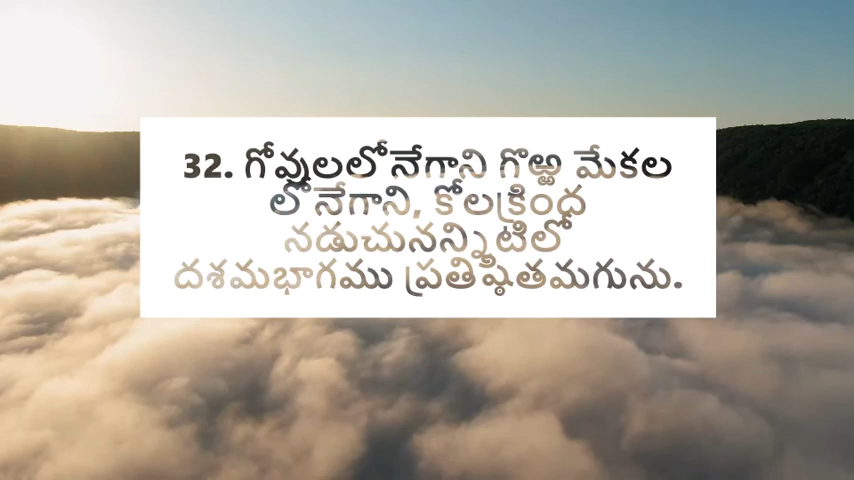 32. గోవులలోనేగాని గొఱ్ఱ మేకల
లోనేగాని, కోలక్రింధ
నడుచునన్నిటిలో
దశమభాగము ప్రతిష్ఠితమగును.